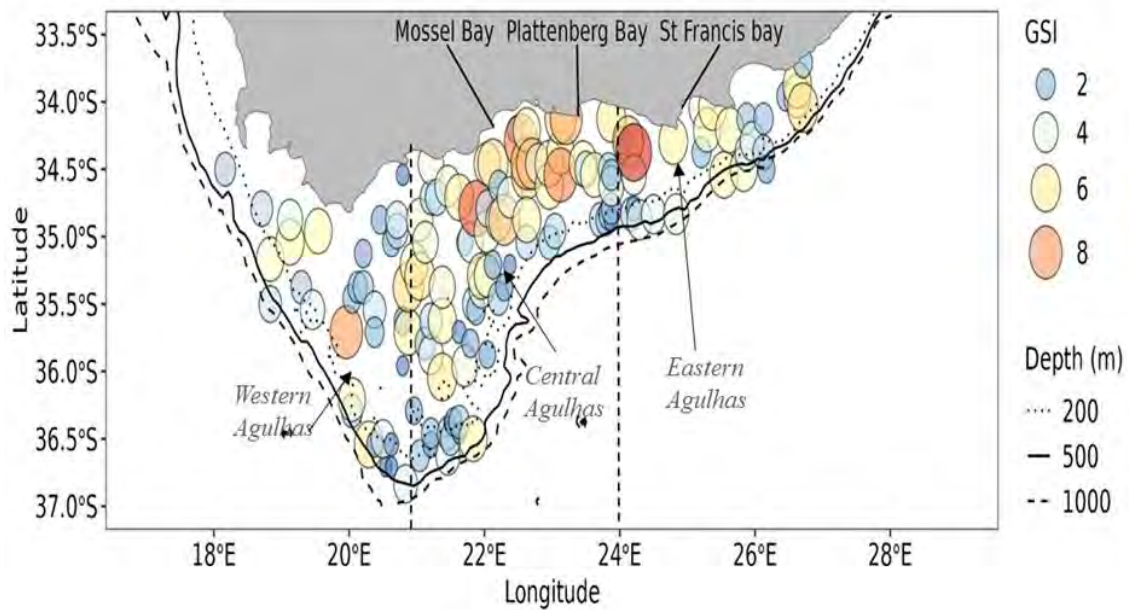 Mossel Bay Plattenberg Bay St Francis bay
33.5°S
34.0°S
34.5°S
35.0°S
35.5°S
36.0°S
36.5°S
37.0°S
Latitude
Western
Agulhas
Central
Agulhas
Eastern
Agulhas
18°E
20°E
22°E
24°E
26°E
28°E
Longitude
GSI
2
4
6
8
Depth (m)
200
500
1000